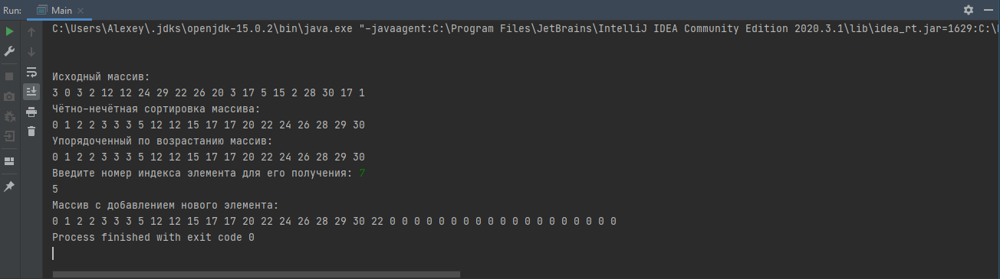 Run: Main
C:\Users\Alexey\.jdks\openjdk-15.0.2\bin\java.exe "-javaagent:C:\Program Files\JetBrains\IntelliJ IDEA Community Edition 2020.3.1\lib\idea_rt.jar=1629:C:\
Исходный массив:
3 0 3 2 12 12 24 29 22 26 20 3 17 5 15 2 28 30 17 1
Чётно-нечётная сортировка массива:
0 1 2 2 3 3 3 5 12 12 15 17 17 20 22 24 26 28 29 30
Упорядоченный по возрастанию массив:
0 1 2 2 3 3 3 5 12 12 15 17 17 20 22 24 26 28 29 30
Введите номер индекса элемента для его получения: 7
5
Массив с добавлением нового элемента:
0 1 2 2 3 3 3 5 12 12 15 17 17 20 22 24 26 28 29 30 22 0 0 0 0 0 0 0 0 0 0 0 0 0 0 0 0 0 0 0
Process finished with exit code 0